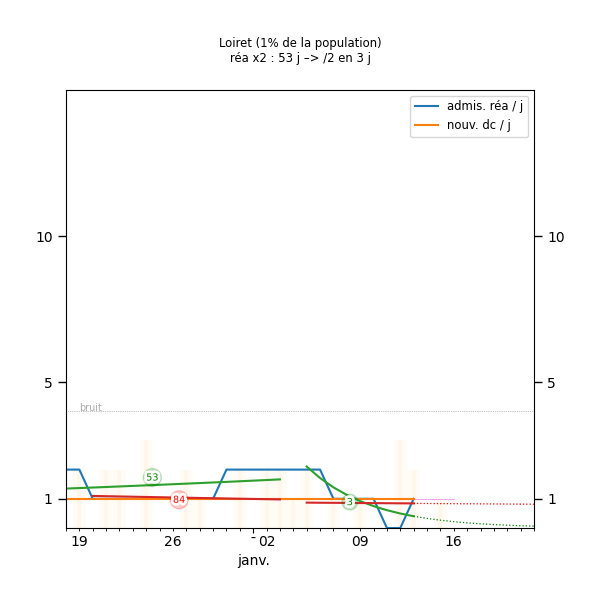 Loiret (1% de la population)
réa x2 : 53 j –> /2 en 3 j
admis. réa / j
nouv. dc / j
10
10
5
5
bruit
53
84
3
1
1
19
26
02
09
16
janv.